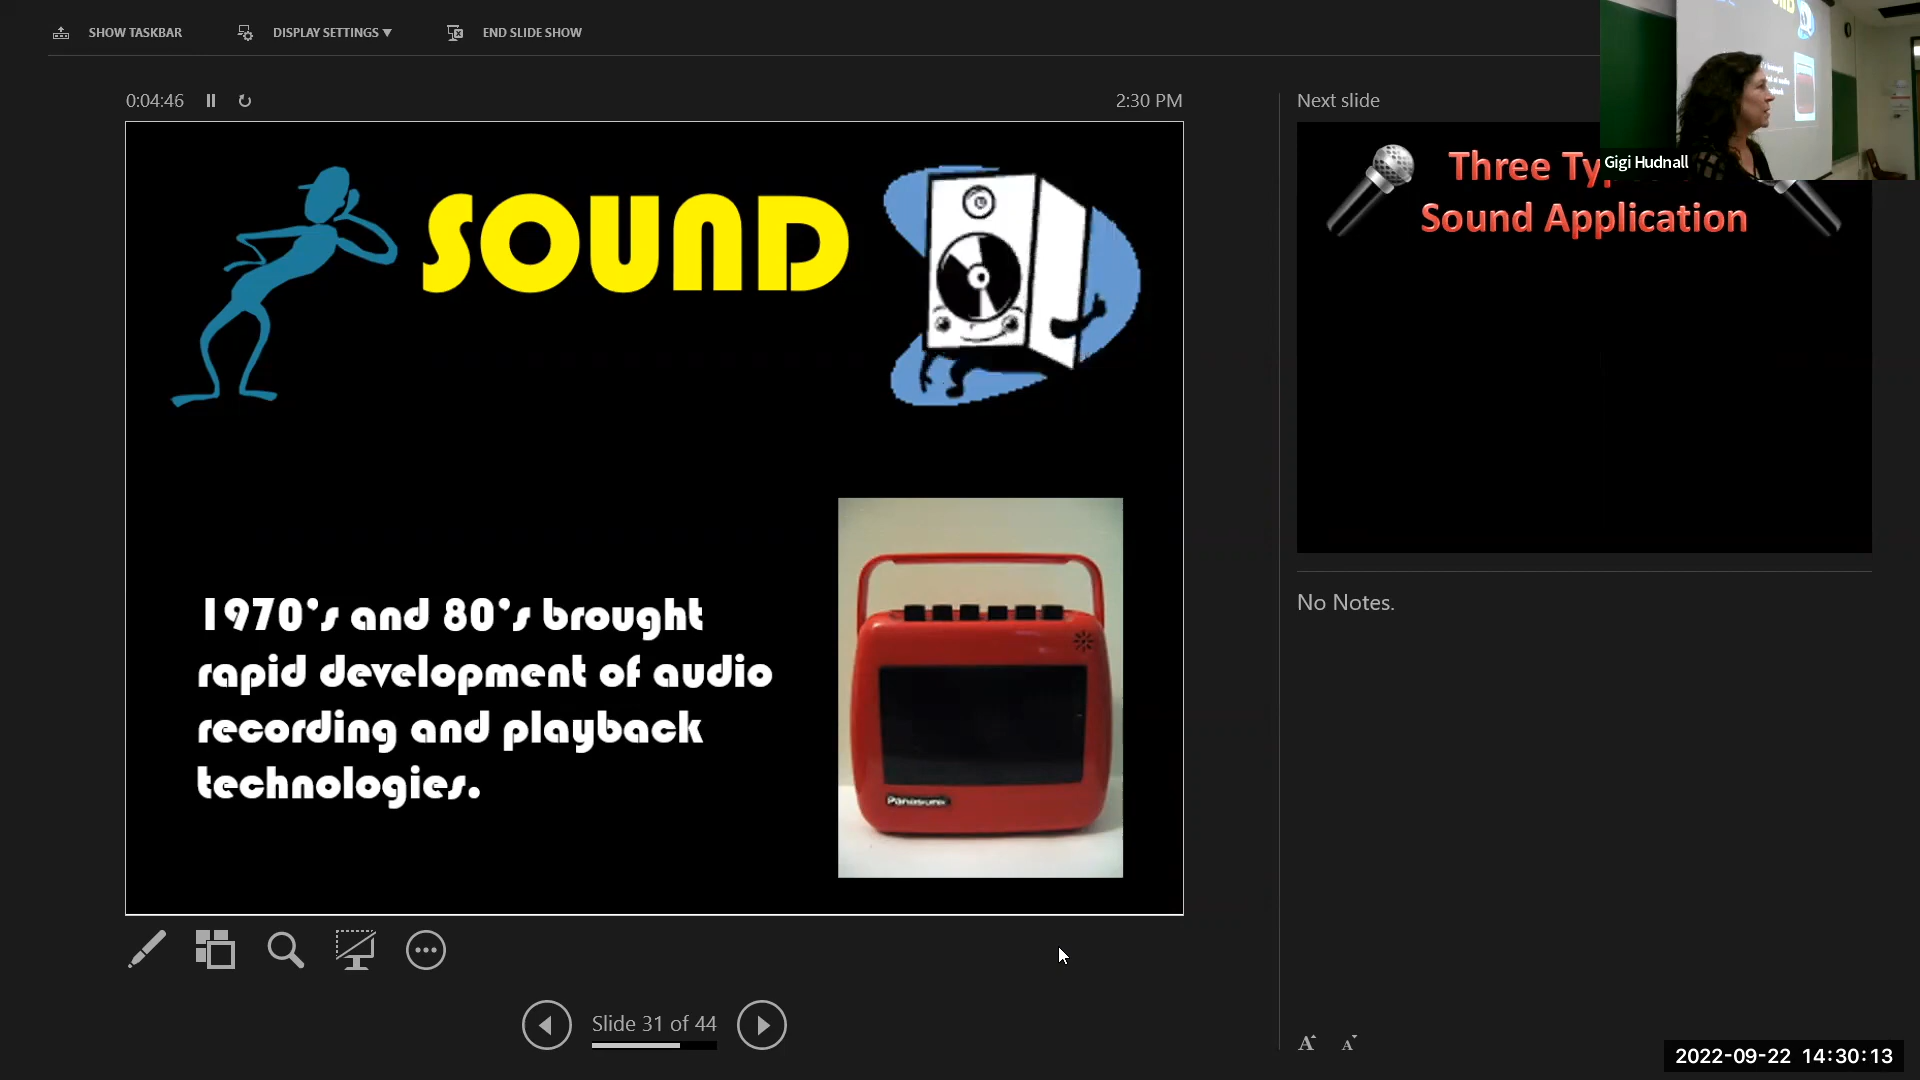 SHOW TASKBAR
DISPLAY SETTINGS ▼
END SLIDE SHOW
0:04:46
2:30 PM
Next slide
SOUND
1970's and 80's brought
rapid development of audio
recording and playback
technologies.
Panasonic
Three Ty
Sound Application
Gigi Hudnall
No Notes.
Slide 31 of 44
A
A
2022-09-22 14:30:13